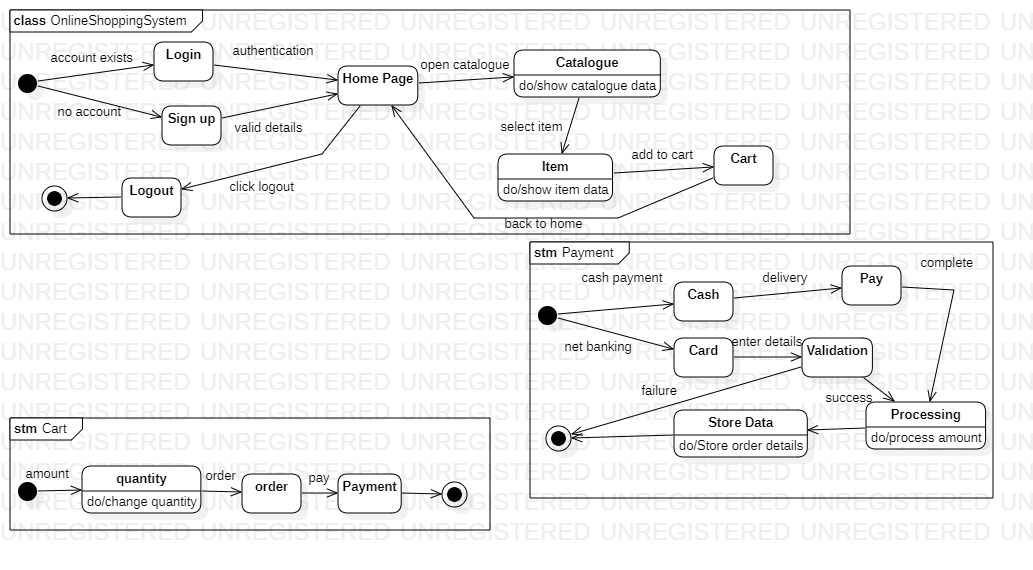 class OnlineShoppingSystem
account exists
Login
authentication
no account
Sign up
valid details
Home Page
open catalogue
Catalogue
do/show catalogue data
select item
Item
do/show item data
add to cart
Cart
back to home
click logout
Logout
stm Payment
cash payment
Cash
delivery
Pay
complete
net banking
Card
enter details
Validation
failure
success
Processing
do/process amount
Store Data
do/Store order details
stm Cart
amount
quantity
do/change quantity
order
order
pay
Payment
UNREGISTERED UNREGISTERED UNREGISTERED UNREGISTERED UNREGISTERED UN